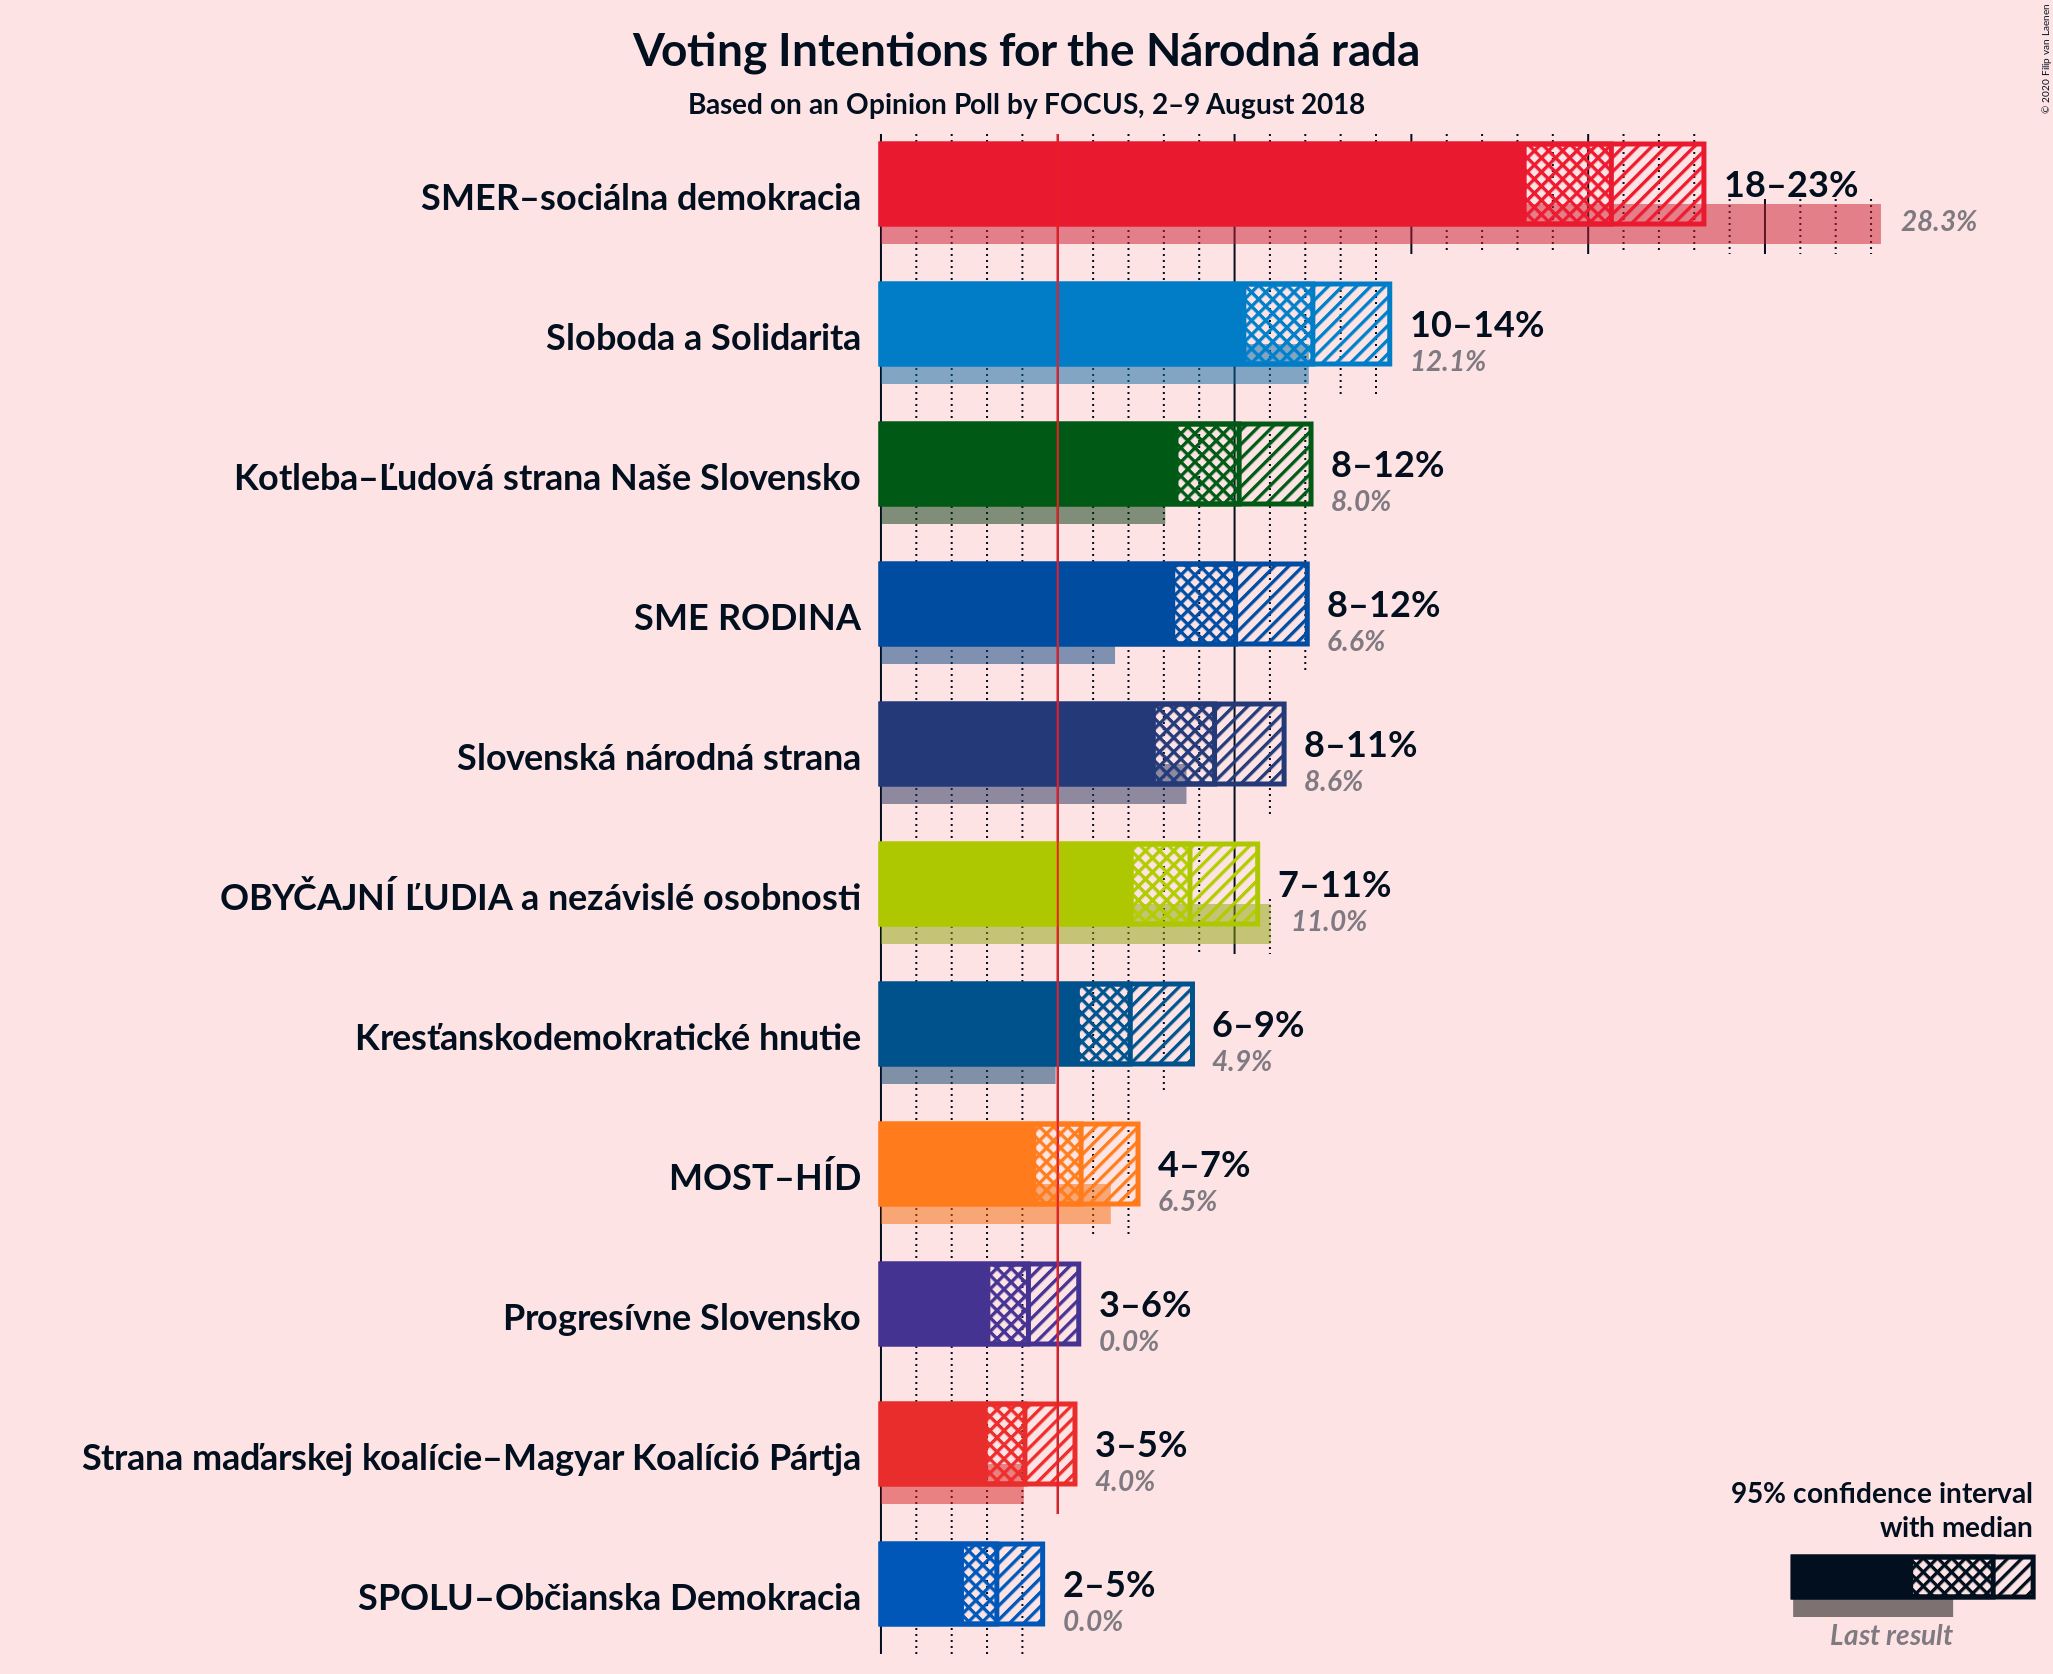 Voting Intentions for the Národná rada
Based on an Opinion Poll by FOCUS, 2–9 August 2018
© 2020 Filip van Laenen
SMER–sociálna demokracia
18–23%
28.3%
Sloboda a Solidarita
10–14%
12.1%
Kotleba–Ľudová strana Naše Slovensko
8–12%
8.0%
SME RODINA
8–12%
6.6%
Slovenská národná strana
8–11%
8.6%
OBYČAJNÍ ĽUDIA a nezávislé osobnosti
7–11%
11.0%
Kresťanskodemokratické hnutie
6–9%
4.9%
MOST–HÍD
4–7%
6.5%
Progresívne Slovensko
3–6%
0.0%
Strana maďarskej koalície–Magyar Koalíció Pártja
3–5%
4.0%
SPOLU–Občianska Demokracia
2–5%
0.0%
95% confidence interval
with median
Last result